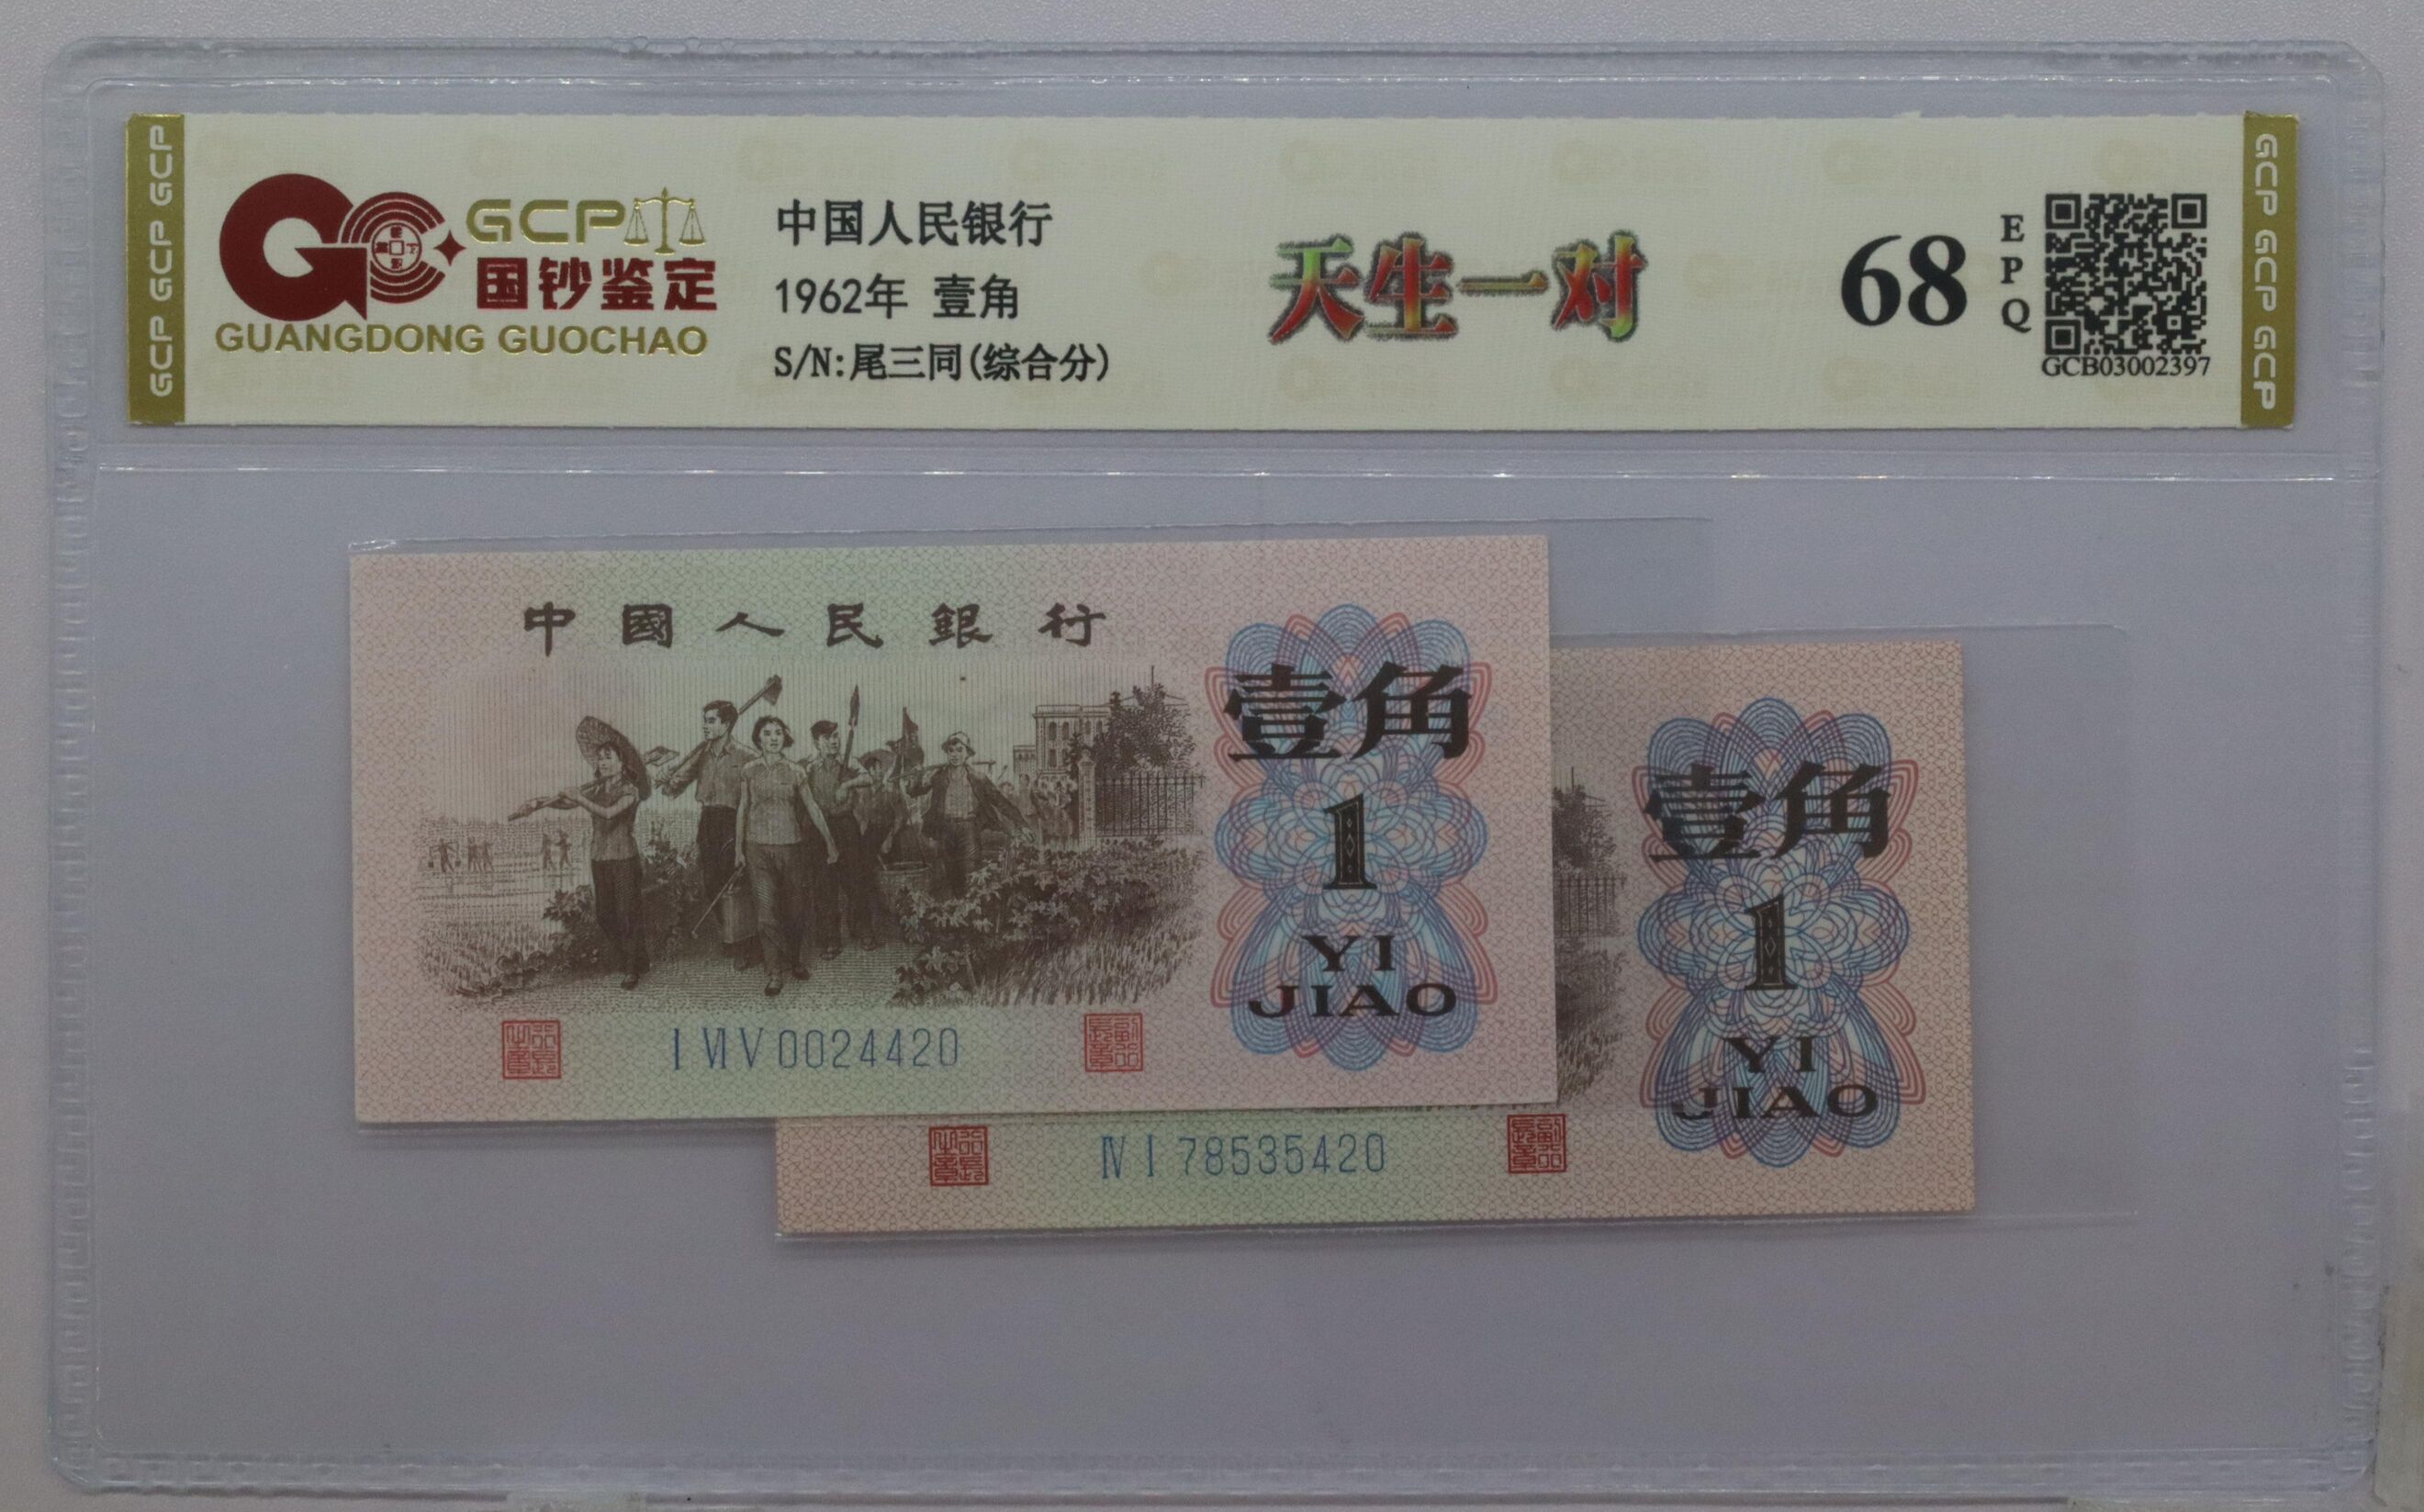 GCP GCP GCP
GCP
国钞鉴定
GUANGDONG GUOCHAO
中国人民银行
1962年 壹角
S/N:尾三同(综合分)
天生一对
68
EPQ
GCB03002397
GCP GCP GCP
中國人民銀行
壹角
1
YI
JIAO
I VI V 0024420
壹角
1
YI
JIAO
IV I 78535420